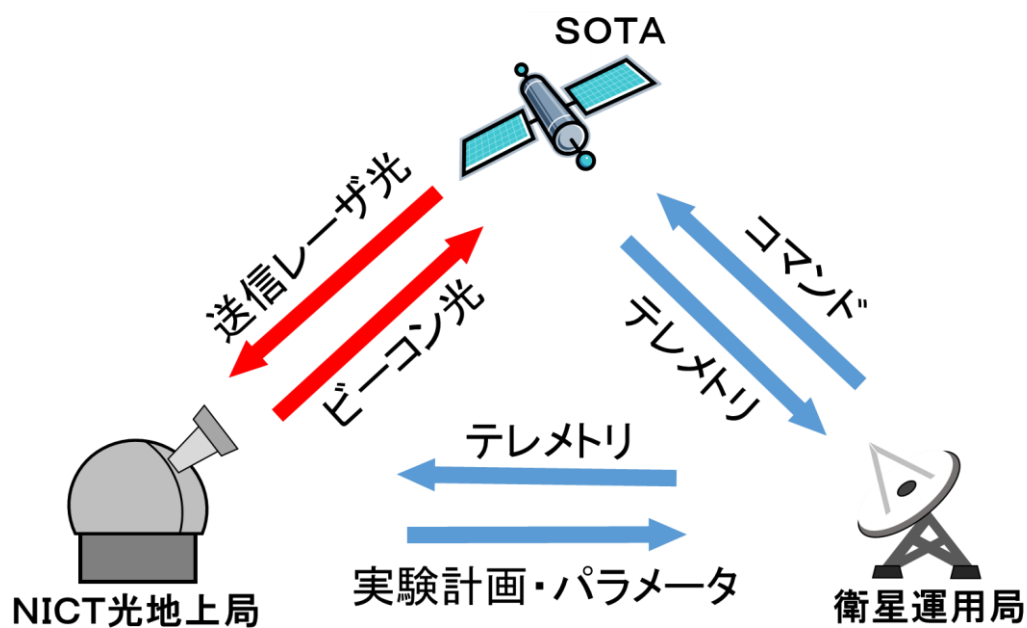 SOTA
送信レーザ光
ビーコン光
コマンド
テレメトリ
テレメトリ
実験計画・パラメータ
NICT光地上局
衛星運用局